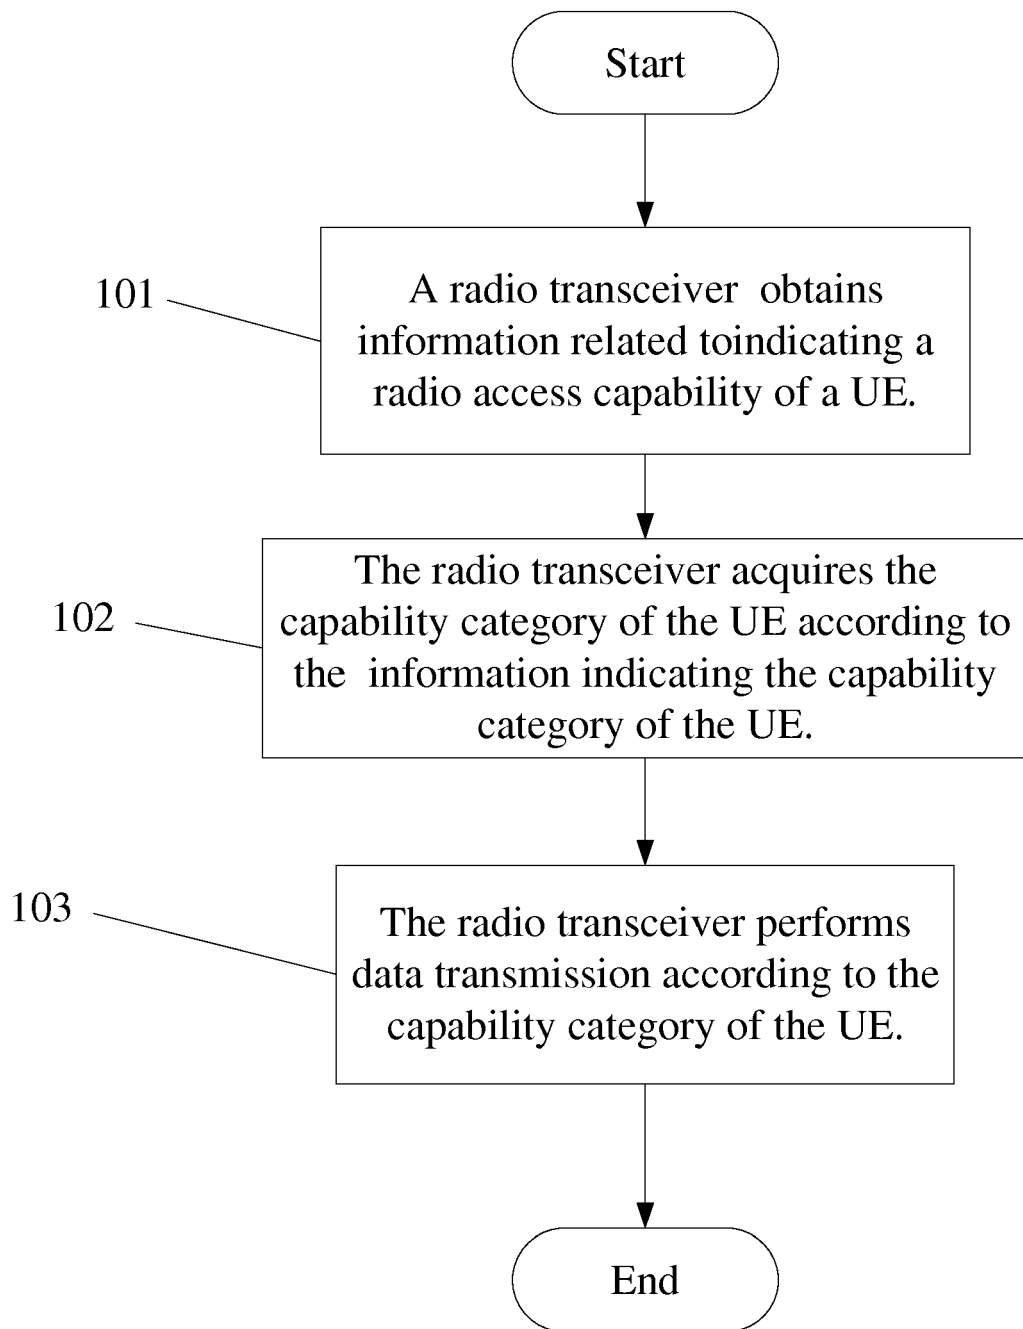 Start
101
A radio transceiver  obtains
information related toindicating a
radio access capability of a UE.
102
The radio transceiver acquires the
capability category of the UE according to
the  information indicating the capability
category of the UE.
103
The radio transceiver performs
data transmission according to the
capability category of the UE.
End